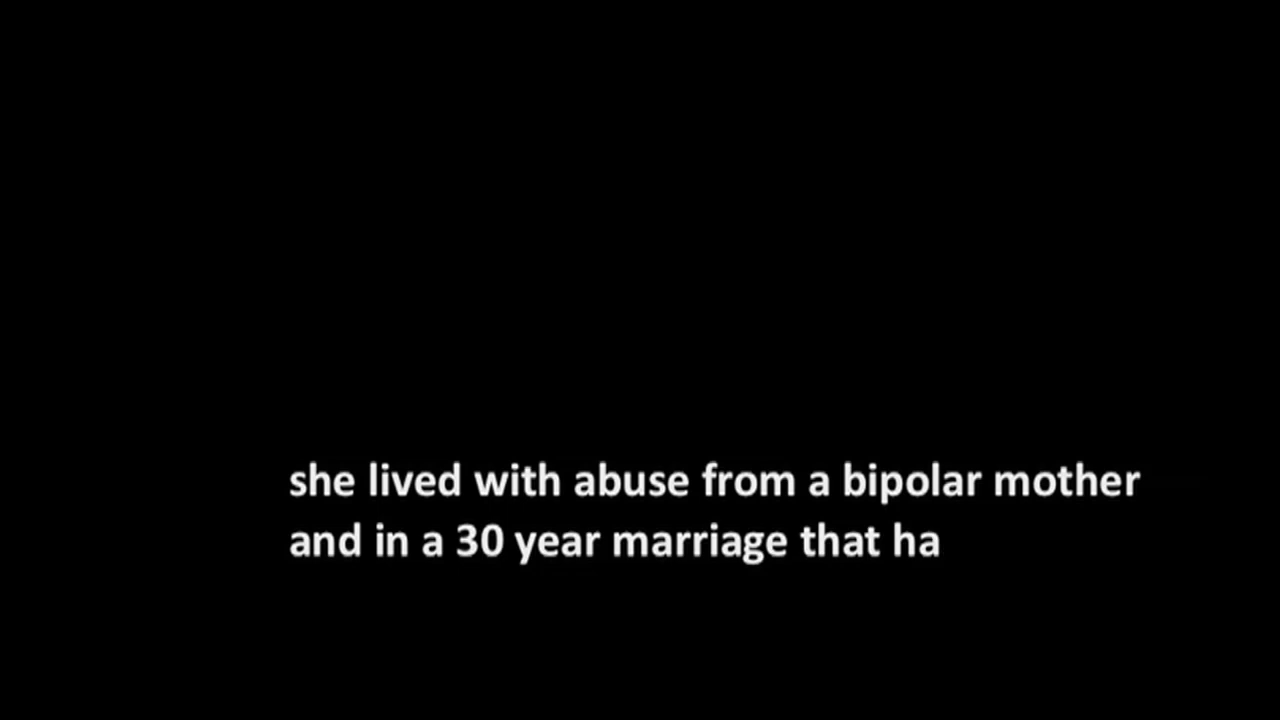 she lived with abuse from a bipolar mother
and in a 30 year marriage that ha